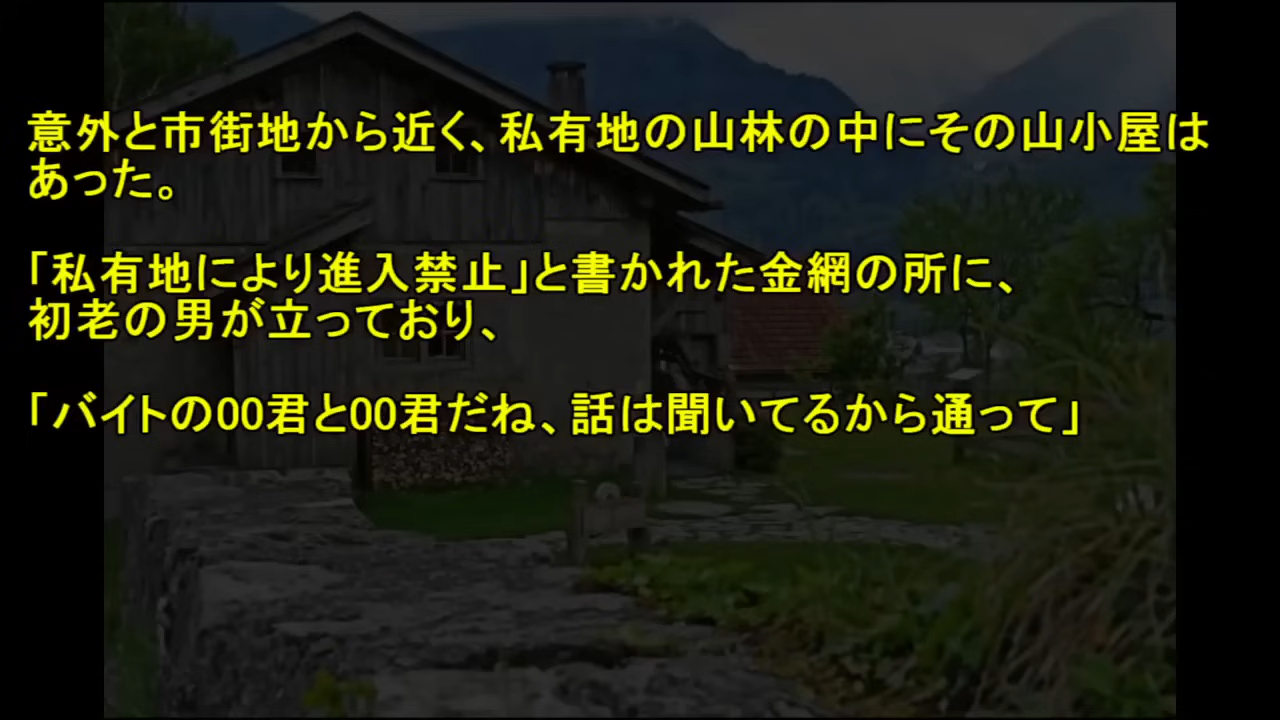 意外と市街地から近く、私有地の山林の中にその山小屋は
あった。
「私有地により進入禁止」と書かれた金網の所に、
初老の男が立っており、
「バイトの00君と00君だね、話は聞いてるから通って」